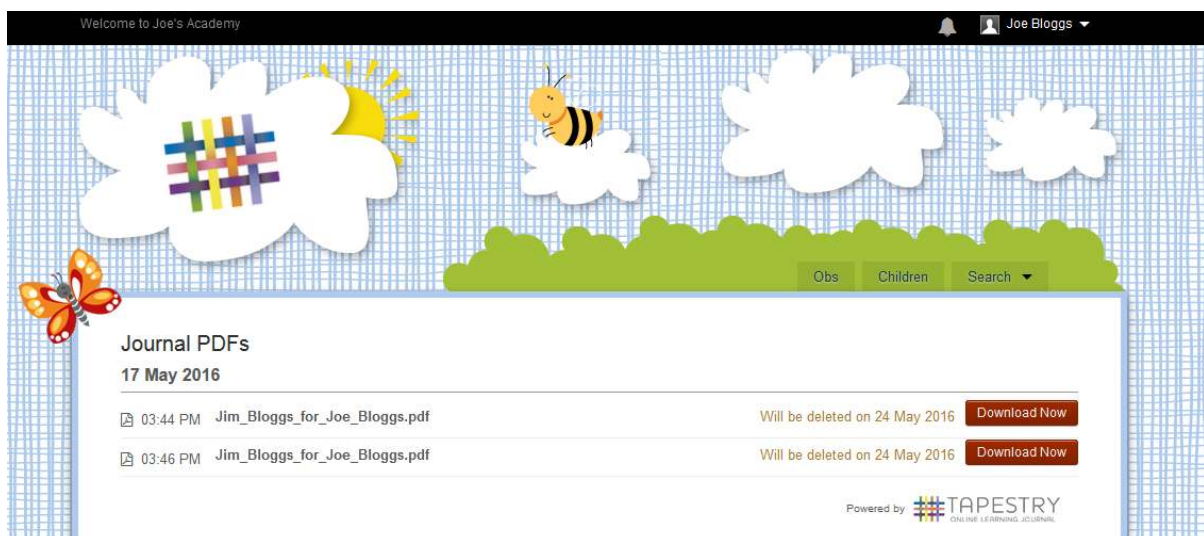 Welcome to Joe's Academy Joe Bloggs
Obs Children Search
Journal PDFs
17 May 2016
03:44 PM Jim_Bloggs_for_Joe_Bloggs.pdf Will be deleted on 24 May 2016 Download Now
03:46 PM Jim_Bloggs_for_Joe_Bloggs.pdf Will be deleted on 24 May 2016 Download Now
Powered by TAPESTRY
ONLINE LEARNING JOURNAL